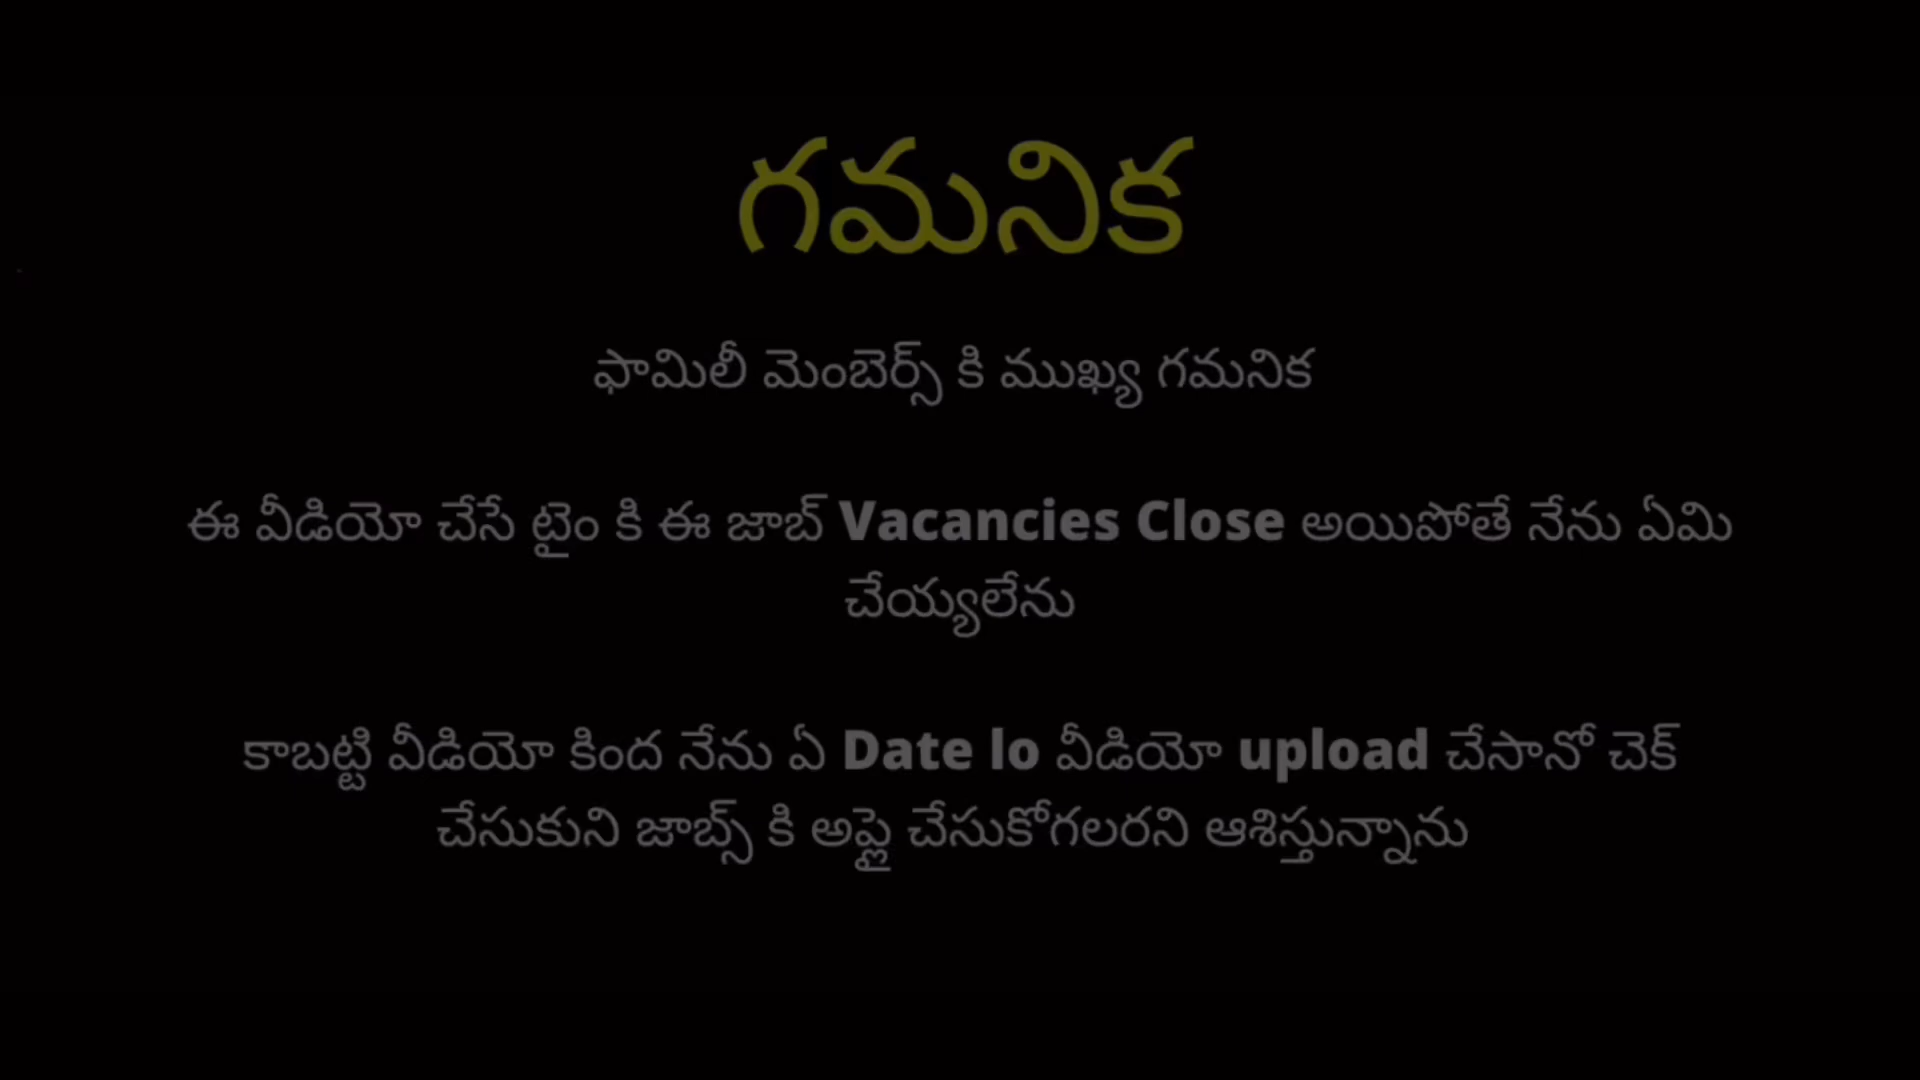 గమనిక
ఫామిలీ మెంబెర్స్ కి ముఖ్య గమనిక
ఈ వీడియో చేసే టైం కి ఈ జాబ్ Vacancies Close అయిపోతే నేను ఏమి
చేయ్యలేను
కాబట్టి వీడియో కింద నేను ఏ Date lo వీడియో upload చేసానో చెక్
చేసుకుని జాబ్స్ కి అప్లై చేసుకోగలరని ఆశిస్తున్నాను